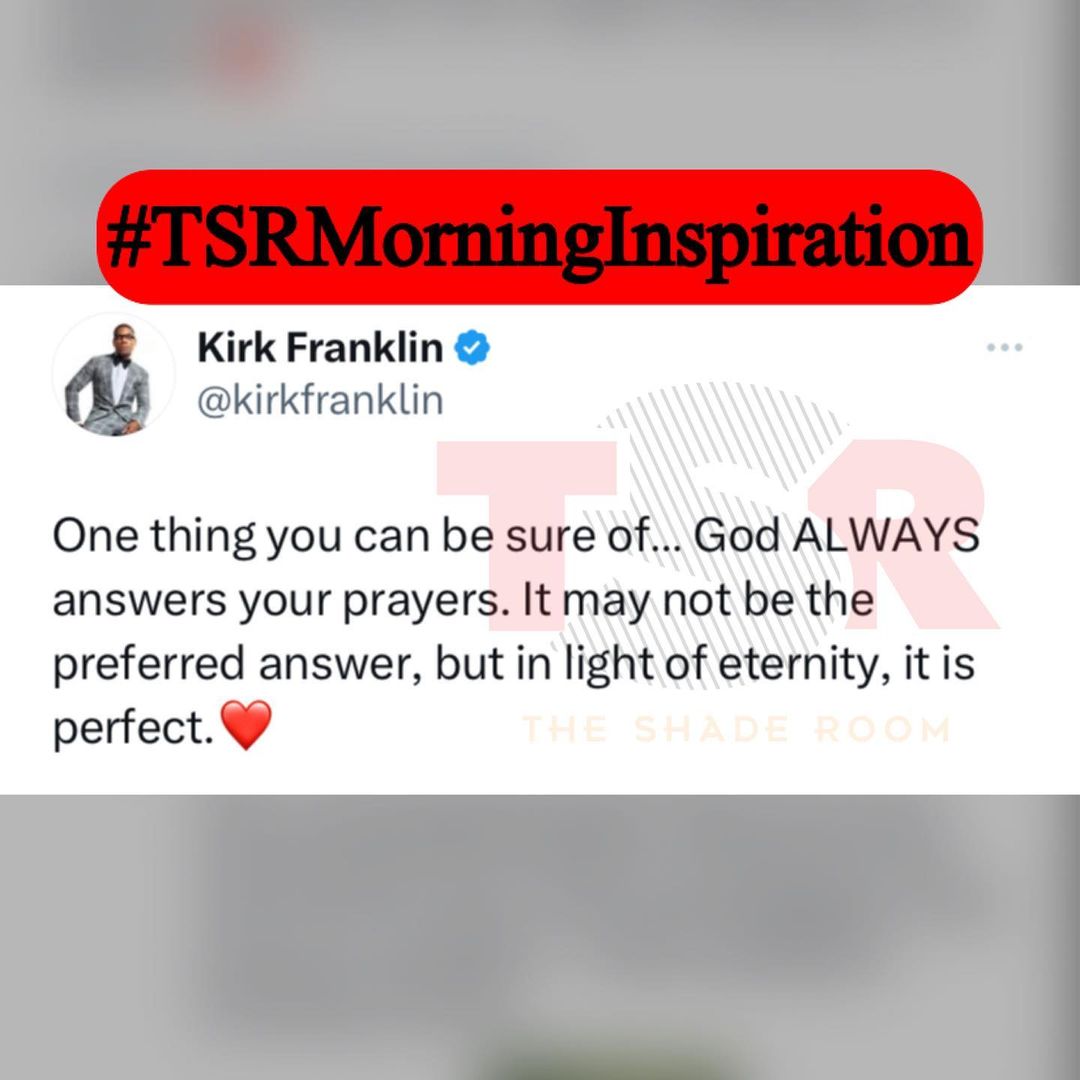 #TSRMorningInspiration
Kirk Franklin
@kirkfranklin
One thing you can be sure of... God ALWAYS
answers your prayers. It may not be the
preferred answer, but in light of eternity, it is
perfect.❤️
TSR
THE SHADE ROOM